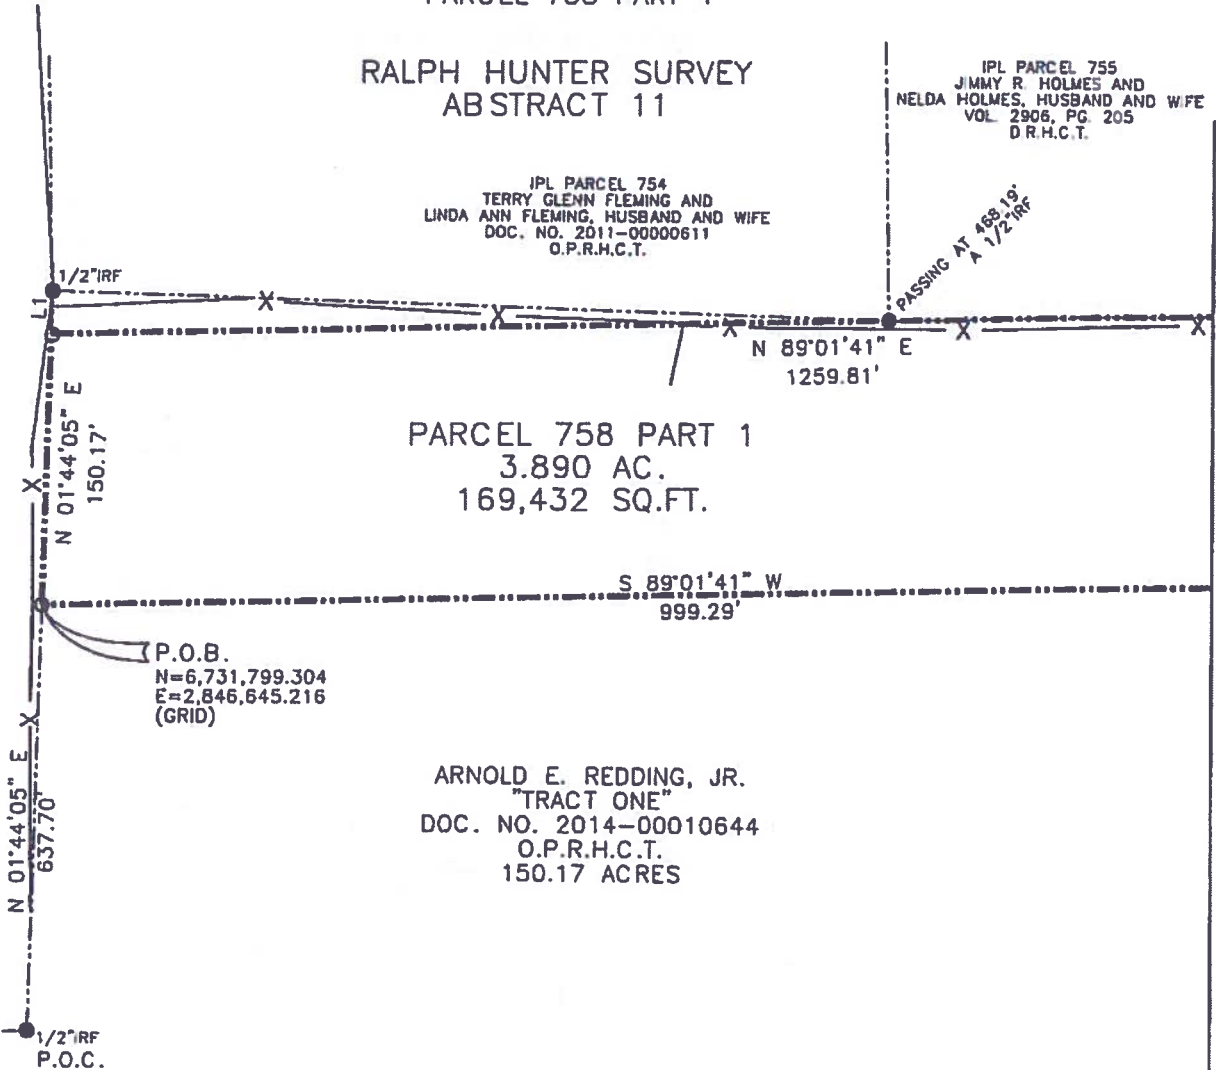 PARCEL 758 PART 1
RALPH HUNTER SURVEY
ABSTRACT 11
IPL PARCEL 755
JIMMY R. HOLMES AND
NELDA HOLMES, HUSBAND AND WIFE
VOL. 2906, PG. 205
D.R.H.C.T.
IPL PARCEL 754
TERRY GLENN FLEMING AND
LINDA ANN FLEMING, HUSBAND AND WIFE
DOC. NO. 2011-00000611
O.P.R.H.C.T.
PASSING AT 468.19'
A 1/2"IRF
1/2"IRF
L1
N 89°01'41" E
1259.81'
N 01°44'05" E
150.17'
PARCEL 758 PART 1
3.890 AC.
169,432 SQ.FT.
S 89°01'41" W
999.29'
P.O.B.
N=6,731,799.304
E=2,846,645.216
(GRID)
N 01°44'05" E
637.70'
ARNOLD E. REDDING, JR.
"TRACT ONE"
DOC. NO. 2014-00010644
O.P.R.H.C.T.
150.17 ACRES
1/2"IRF
P.O.C.